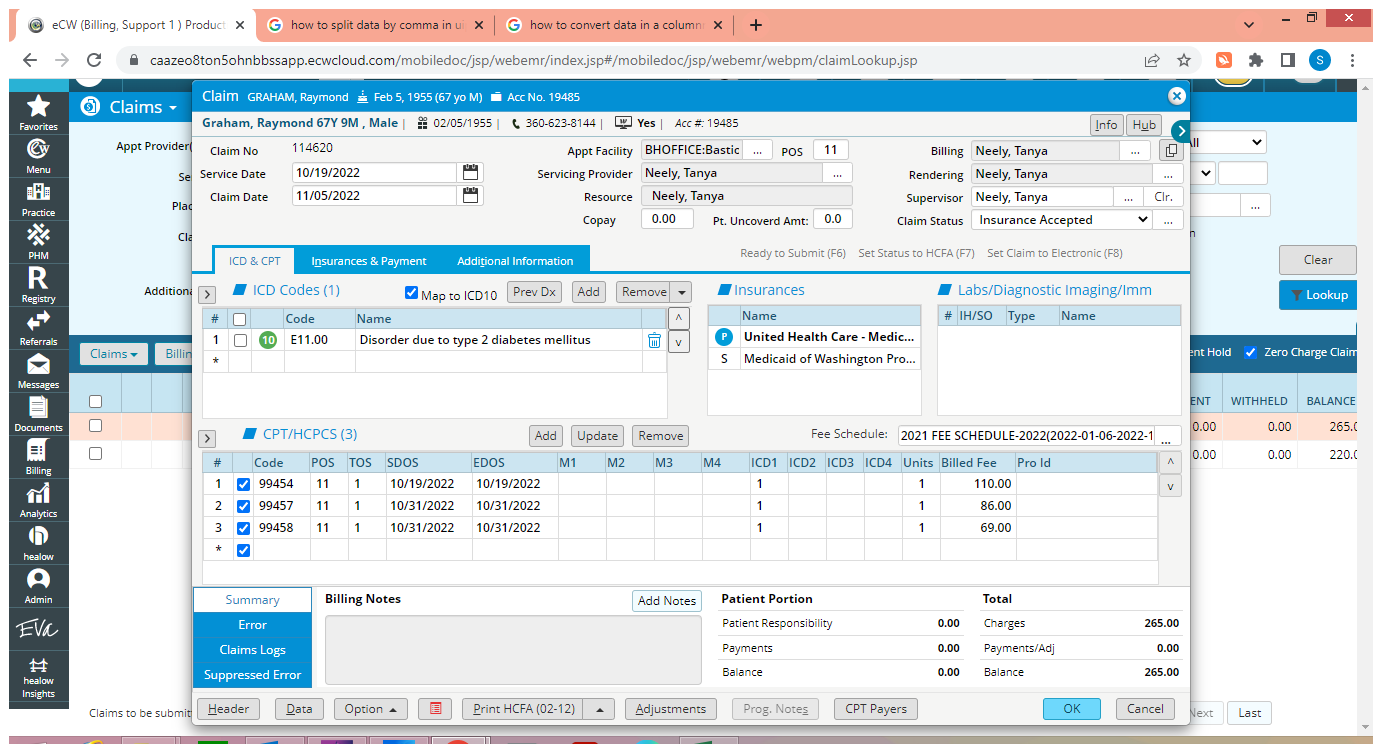 eCW (Billing, Support 1 ) Product
how to split data by comma in ui
how to convert data in a column
caazeo8ton5ohnbbssapp.ecwcloud.com/mobiledoc/jsp/webemr/index.jsp#/mobiledoc/jsp/webemr/webpm/claimLookup.jsp
S
Favorites
Menu
Practice
PHM
Registry
Referrals
Messages
Documents
Billing
Analytics
healow
Admin
EVA
healow Insights
Claims
Appt Provider(
Se
Plac
Cla
Additiona
Claims
Billin
Claims to be submit
Claim GRAHAM, Raymond Feb 5, 1955 (67 yo M) Acc No. 19485
Graham, Raymond 67Y 9M , Male | 02/05/1955 | 360-623-8144 | Yes | Acc #: 19485
Info Hub
Claim No 114620 Appt Facility BHOFFICE:Bastic ... POS 11 Billing Neely, Tanya ...
Service Date 10/19/2022 Servicing Provider Neely, Tanya ... Rendering Neely, Tanya ...
Claim Date 11/05/2022 Resource Neely, Tanya Supervisor Neely, Tanya ... Clr.
Copay 0.00 Pt. Uncoverd Amt: 0.0 Claim Status Insurance Accepted ...
ICD & CPT Insurances & Payment Additional Information Ready to Submit (F6) Set Status to HCFA (F7) Set Claim to Electronic (F8)
ICD Codes (1) Map to ICD10 Prev Dx Add Remove
# Code Name
1 10 E11.00 Disorder due to type 2 diabetes mellitus
*
Insurances
Name
P United Health Care - Medic...
S Medicaid of Washington Pro...
Labs/Diagnostic Imaging/Imm
# IH/SO Type Name
CPT/HCPCS (3) Add Update Remove Fee Schedule: 2021 FEE SCHEDULE-2022(2022-01-06-2022-1 ...
# Code POS TOS SDOS EDOS M1 M2 M3 M4 ICD1 ICD2 ICD3 ICD4 Units Billed Fee Pro Id
1 99454 11 1 10/19/2022 10/19/2022 1 1 110.00
2 99457 11 1 10/31/2022 10/31/2022 1 1 86.00
3 99458 11 1 10/31/2022 10/31/2022 1 1 69.00
*
Summary
Error
Claims Logs
Suppressed Error
Billing Notes Add Notes
Patient Portion
Patient Responsibility 0.00
Payments 0.00
Balance 0.00
Total
Charges 265.00
Payments/Adj 0.00
Balance 265.00
Header Data Option Print HCFA (02-12) Adjustments Prog. Notes CPT Payers OK Cancel
...
Clear
Lookup
ent Hold Zero Charge Claim
ENT WITHHELD BALANCE
0.00 0.00 265.0
0.00 0.00 220.0
Next Last